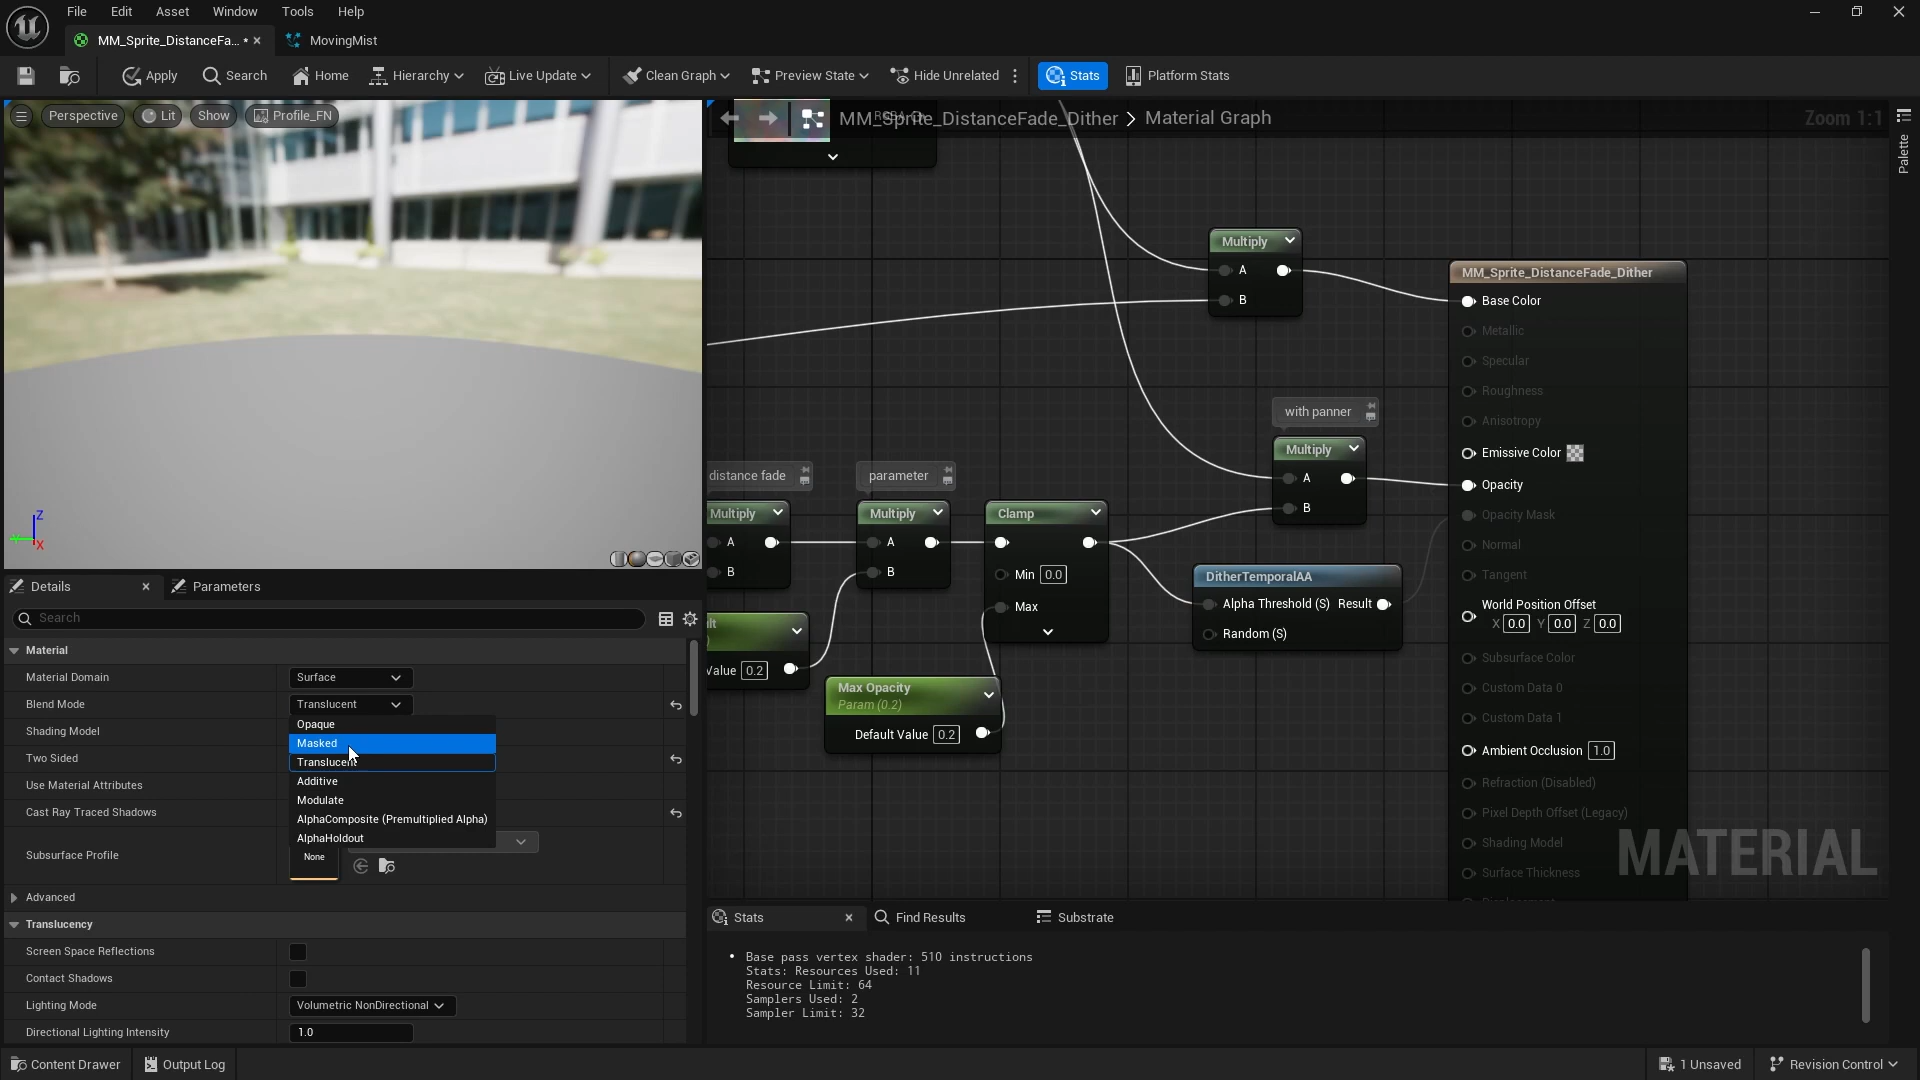 File Edit Asset Window Tools Help
MM_Sprite_DistanceFa... • MovingMist
Apply Search Home Hierarchy Live Update Clean Graph Preview State Hide Unrelated Stats Platform Stats
Perspective Lit Show Profile_FN
MM_Sprite_DistanceFade_Dither > Material Graph
Zoom 1:1
Palette
Multiply
A
B
MM_Sprite_DistanceFade_Dither
Base Color
Metallic
Specular
Roughness
Anisotropy
Emissive Color
Opacity
Opacity Mask
Normal
Tangent
World Position Offset
X 0.0 Y 0.0 Z 0.0
Subsurface Color
Custom Data 0
Custom Data 1
Ambient Occlusion 1.0
Refraction (Disabled)
Pixel Depth Offset (Legacy)
Shading Model
Surface Thickness
with panner
Multiply
A
B
distance fade
Multiply
A
B
parameter
Multiply
A
B
Clamp
Min 0.0
Max
DitherTemporalAA
Alpha Threshold (S) Result
Random (S)
Value 0.2
Max Opacity
Param (0.2)
Default Value 0.2
MATERIAL
Z
X
Details Parameters
Search
Material
Material Domain Surface
Blend Mode Translucent
Opaque
Masked
Translucent
Additive
Modulate
AlphaComposite (Premultiplied Alpha)
AlphaHoldout
Shading Model
Two Sided
Use Material Attributes
Cast Ray Traced Shadows
Subsurface Profile
None
Advanced
Translucency
Screen Space Reflections
Contact Shadows
Lighting Mode Volumetric NonDirectional
Directional Lighting Intensity 1.0
Stats Find Results Substrate
• Base pass vertex shader: 510 instructions
Stats: Resources Used: 11
Resource Limit: 64
Samplers Used: 2
Sampler Limit: 32
Content Drawer Output Log 1 Unsaved Revision Control